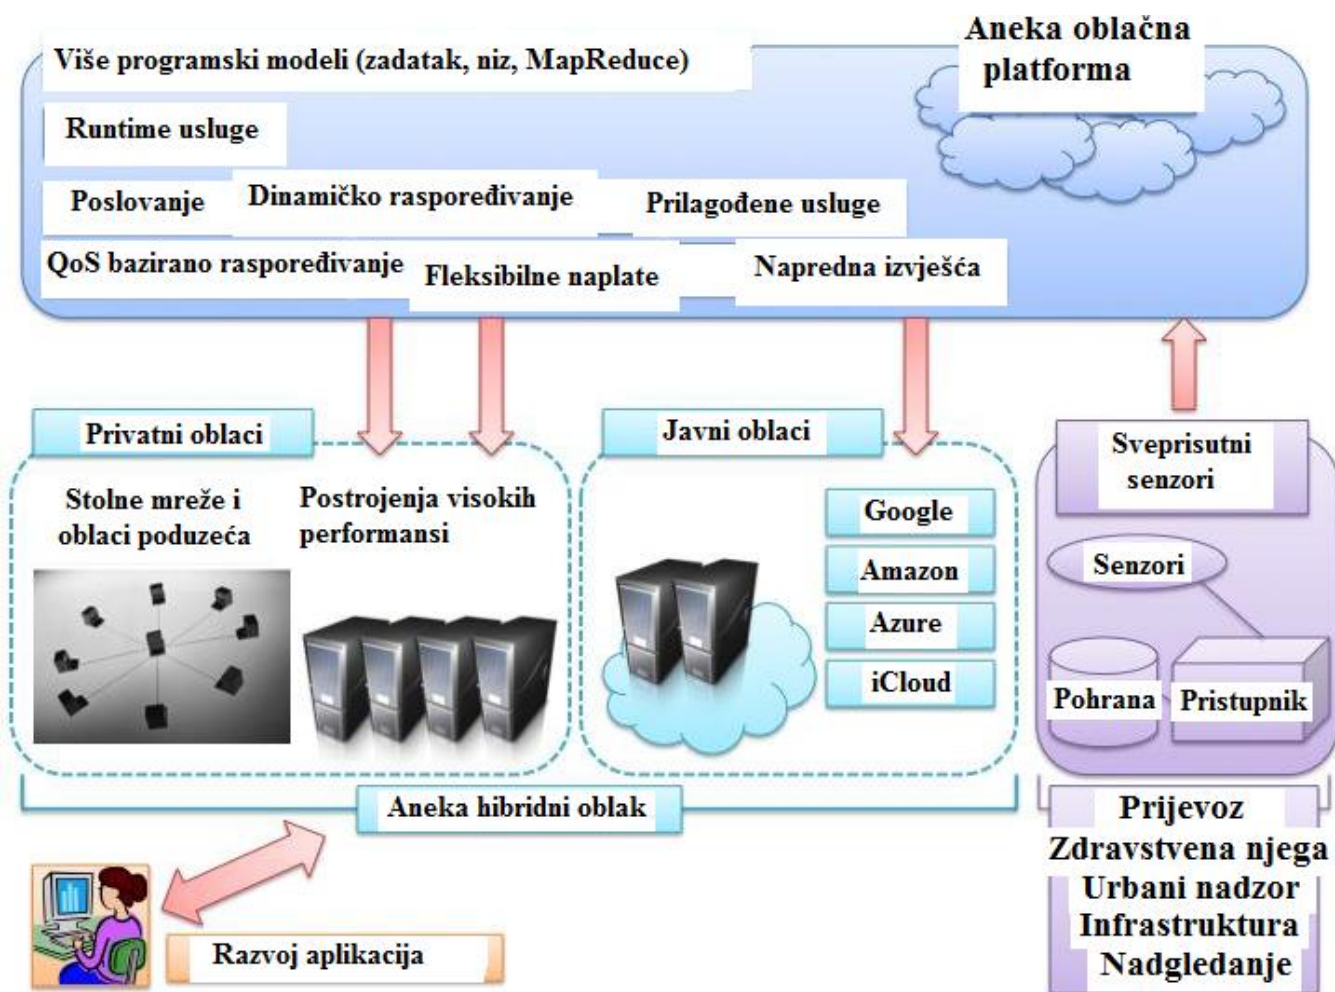 Aneka oblačna
platforma
Više programski modeli (zadatak, niz, MapReduce)
Runtime usluge
Poslovanje
Dinamičko raspoređivanje
Prilagođene usluge
QoS bazirano raspoređivanje
Fleksibilne naplate
Napredna izvješća
Privatni oblaci
Stolne mreže i
oblaci poduzeća
Postrojenja visokih
performansi
Javni oblaci
Google
Amazon
Azure
iCloud
Aneka hibridni oblak
Sveprisutni
senzori
Senzori
Pohrana
Pristupnik
Prijevoz
Zdravstvena njega
Urbani nadzor
Infrastruktura
Nadgledanje
Razvoj aplikacija